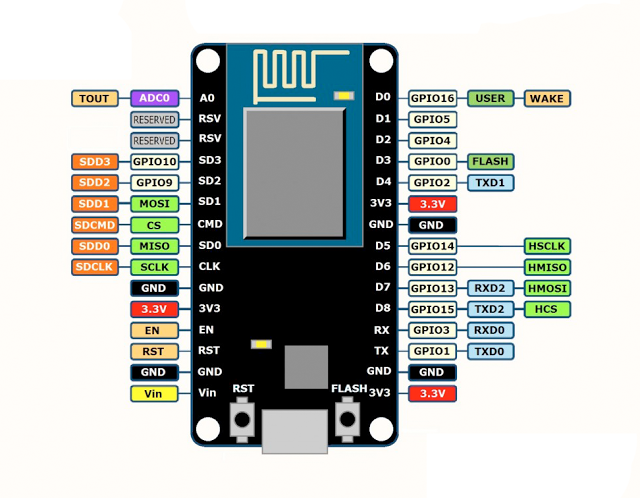 TOUT ADC0 A0 D0 GPIO16 USER WAKE
RESERVED RSV D1 GPIO5
RESERVED RSV D2 GPIO4
SDD3 GPIO10 SD3 D3 GPIO0 FLASH
SDD2 GPIO9 SD2 D4 GPIO2 TXD1
SDD1 MOSI SD1 3V3 3.3V
SDCMD CS CMD GND GND
SDD0 MISO SD0 D5 GPIO14 HSCLK
SDCLK SCLK CLK D6 GPIO12 HMISO
GND GND D7 GPIO13 RXD2 HMOSI
3.3V 3V3 D8 GPIO15 TXD2 HCS
EN EN RX GPIO3 RXD0
RST RST TX GPIO1 TXD0
GND GND GND GND
Vin Vin RST FLASH 3V3 3.3V